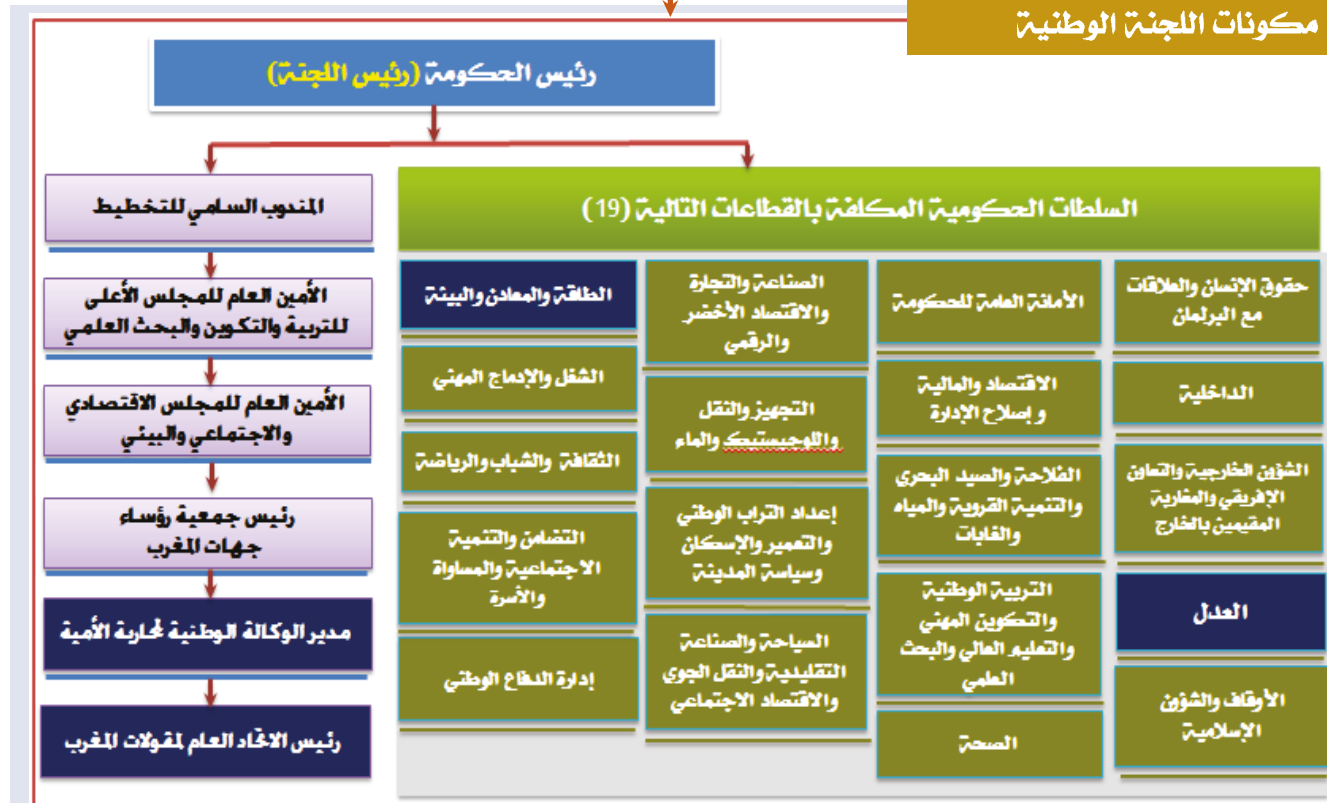 مكونات اللجنة الوطنية
رئيس الحكومة (رئيس اللجنة)
السلطات الحكومية المكلفة بالقطاعات التالية (19)
حقوق الإنسان والعلاقات
مع البرلمان
الداخلية
الشؤون الخارجية والتعاون
الإفريقي والمغاربة
المقيمين بالخارج
العدل
الأوقاف والشؤون
الإسلامية
الأمانة العامة للحكومة
الاقتصاد والمالية
و إصلاح الإدارة
الفلاحة والصيد البحري
والتنمية القروية والمياه
والغابات
التربية الوطنية
والتكوين المهني
والتعليم العالي والبحث
العلمي
الصحة
الصناعة والتجارة
والاقتصاد الأخضر
والرقمي
التجهيز والنقل
واللوجيستيك والماء
إعداد التراب الوطني
والتعمير والإسكان
وسياسة المدينة
السياحة والصناعة
التقليدية والنقل الجوي
والاقتصاد الاجتماعي
الطاقة والمعادن والبيئة
الشغل والإدماج المهني
الثقافة والشباب والرياضة
التضامن والتنمية
الاجتماعية والمساواة
والأسرة
إدارة الدفاع الوطني
المندوب السامي للتخطيط
الأمين العام للمجلس الأعلى
للتربية والتكوين والبحث العلمي
الأمين العام للمجلس الاقتصادي
والاجتماعي والبيئي
رئيس جمعية رؤساء
جهات المغرب
مدير الوكالة الوطنية لمحاربة الأمية
رئيس الاتحاد العام لمقولات المغرب